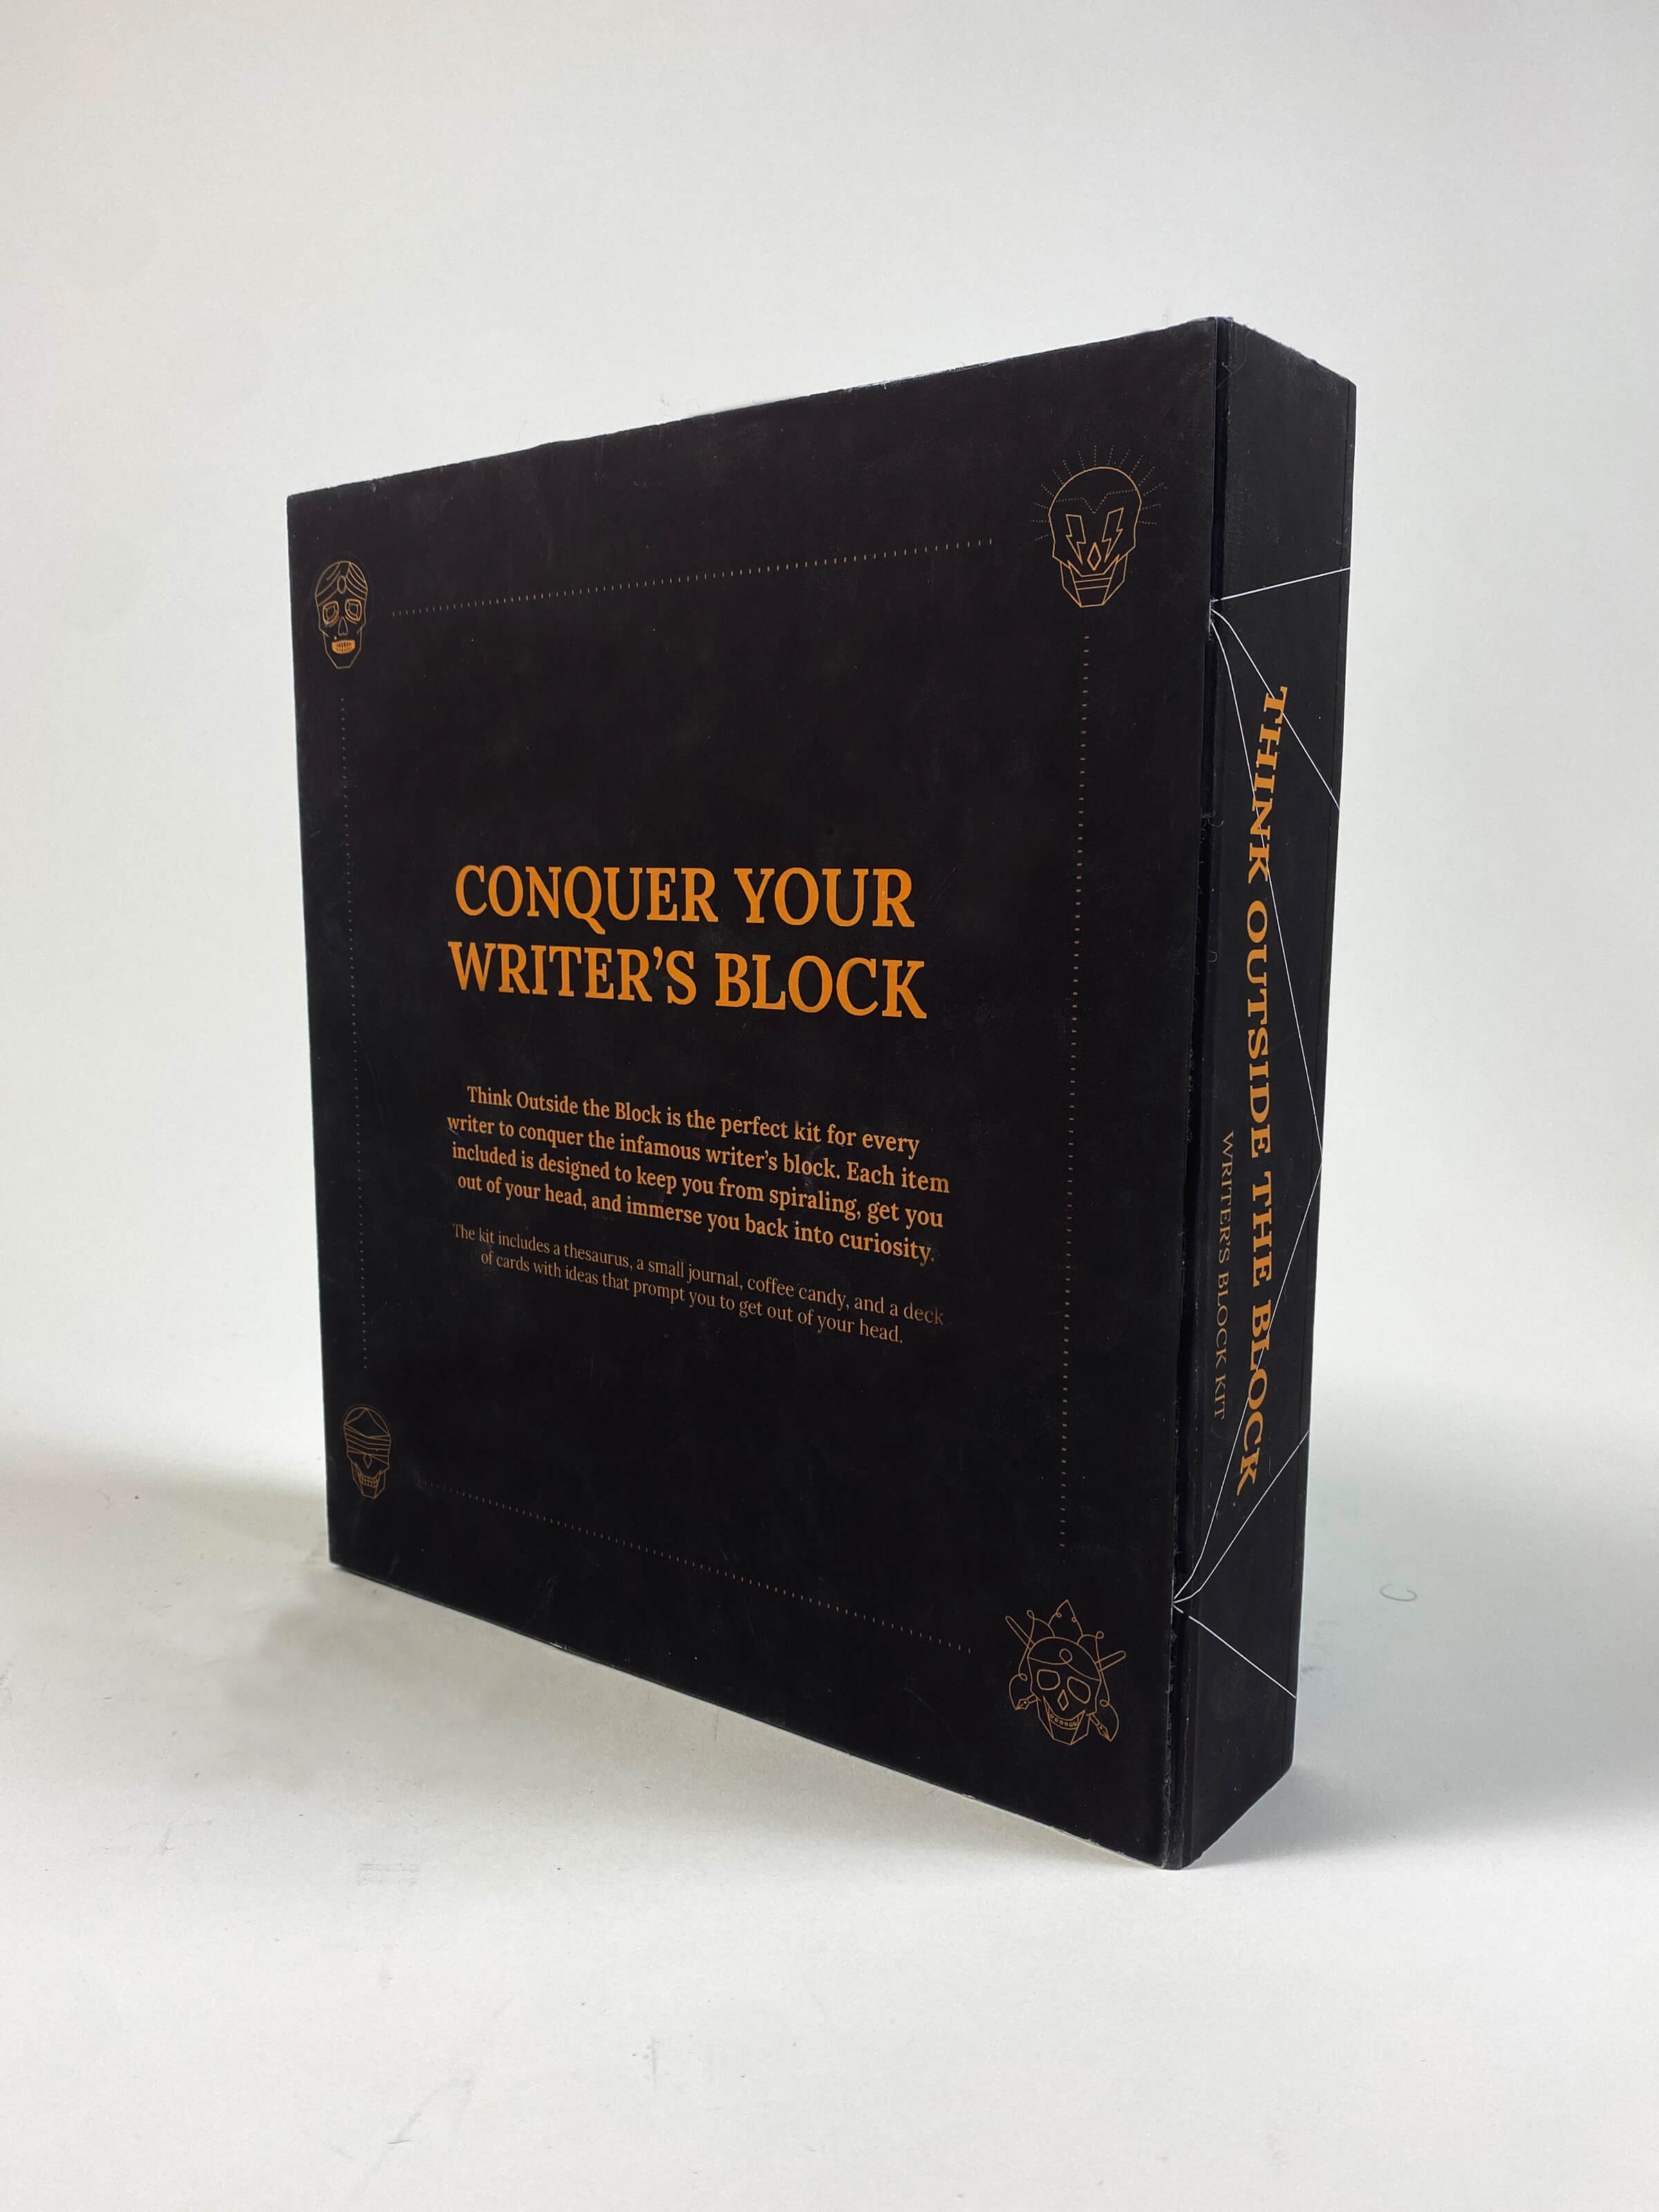 CONQUER YOUR
WRITER’S BLOCK
Think Outside the Block is the perfect kit for every
writer to conquer the infamous writer’s block. Each item
included is designed to keep you from spiraling, get you
out of your head, and immerse you back into curiosity.
The kit includes a thesaurus, a small journal, coffee candy, and a deck
of cards with ideas that prompt you to get out of your head.
THINK OUTSIDE THE BLOCK
WRITER'S BLOCK KIT